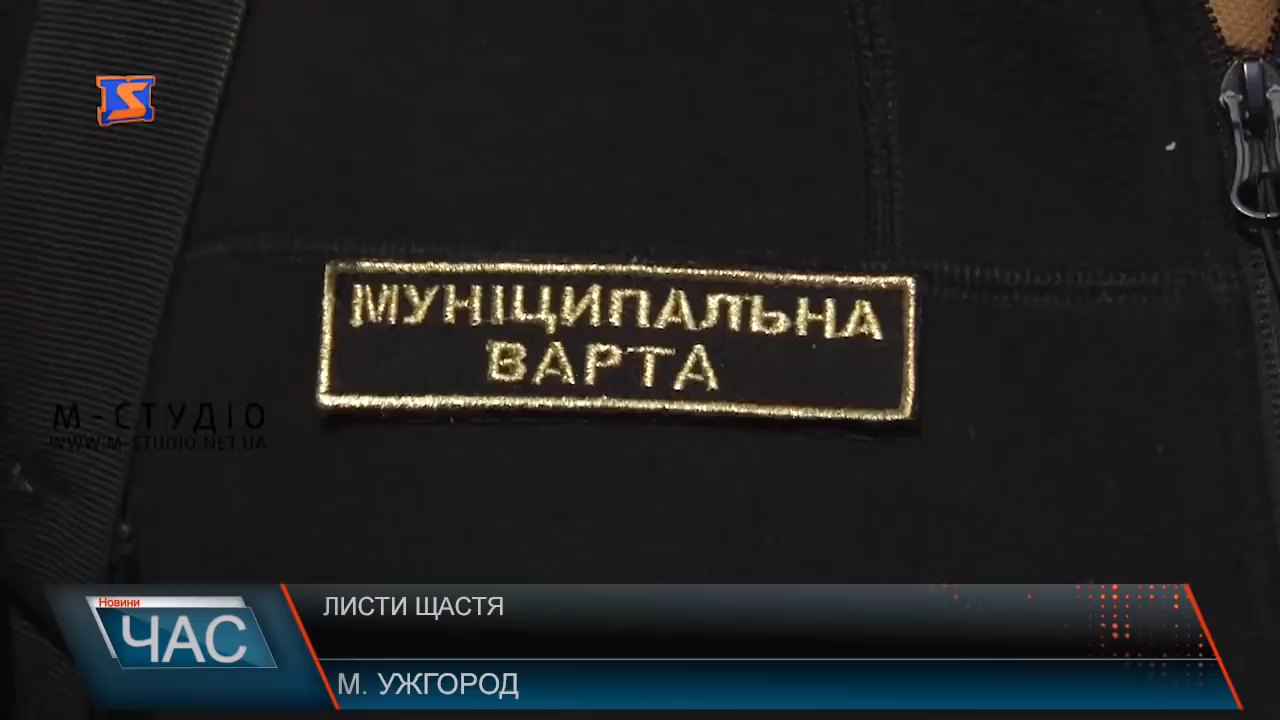 МУНІЦИПАЛЬНА
ВАРТА
М-СТУДІО
WWW.M-STUDIO.NET.UA
Новини
ЧАС
ЛИСТИ ЩАСТЯ
М. УЖГОРОД